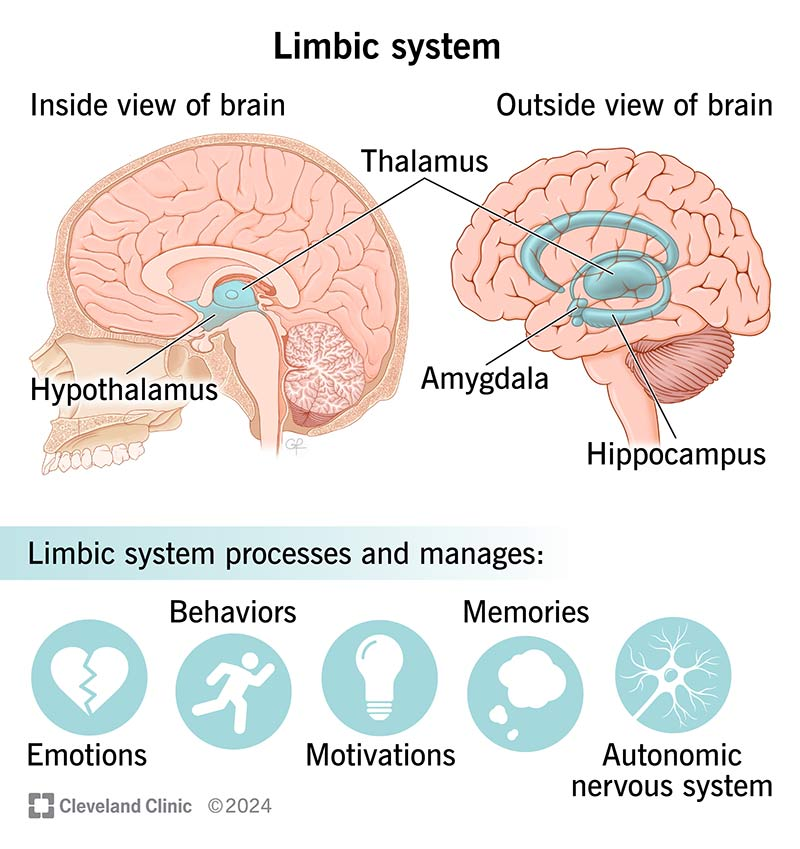 Limbic system
Inside view of brain
Outside view of brain
Thalamus
Hypothalamus
Amygdala
Hippocampus
Limbic system processes and manages:
Behaviors
Memories
Emotions
Motivations
Autonomic
nervous system
Cleveland Clinic ©2024